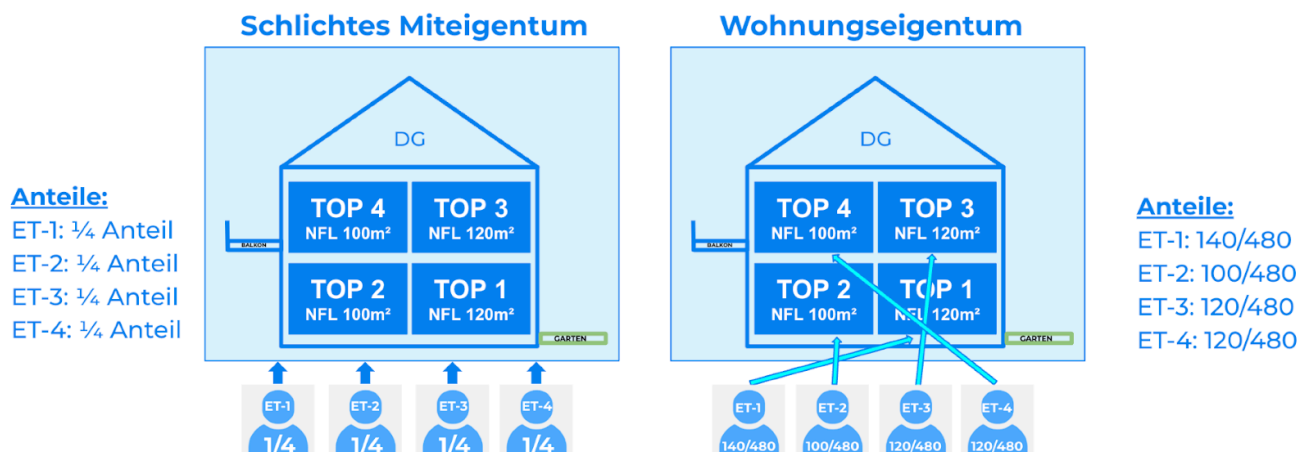 Schlichtes Miteigentum
Wohnungseigentum
Anteile:
ET-1: ¼ Anteil
ET-2: ¼ Anteil
ET-3: ¼ Anteil
ET-4: ¼ Anteil
DG
TOP 4
NFL 100m²
TOP 3
NFL 120m²
BALKON
TOP 2
NFL 100m²
TOP 1
NFL 120m²
GARTEN
ET-1
ET-2
ET-3
ET-4
1/4
1/4
1/4
1/4
DG
TOP 4
NFL 100m²
TOP 3
NFL 120m²
BALKON
TOP 2
NFL 100m²
TOP 1
NFL 120m²
GARTEN
ET-1
ET-2
ET-3
ET-4
140/480
100/480
120/480
120/480
Anteile:
ET-1: 140/480
ET-2: 100/480
ET-3: 120/480
ET-4: 120/480